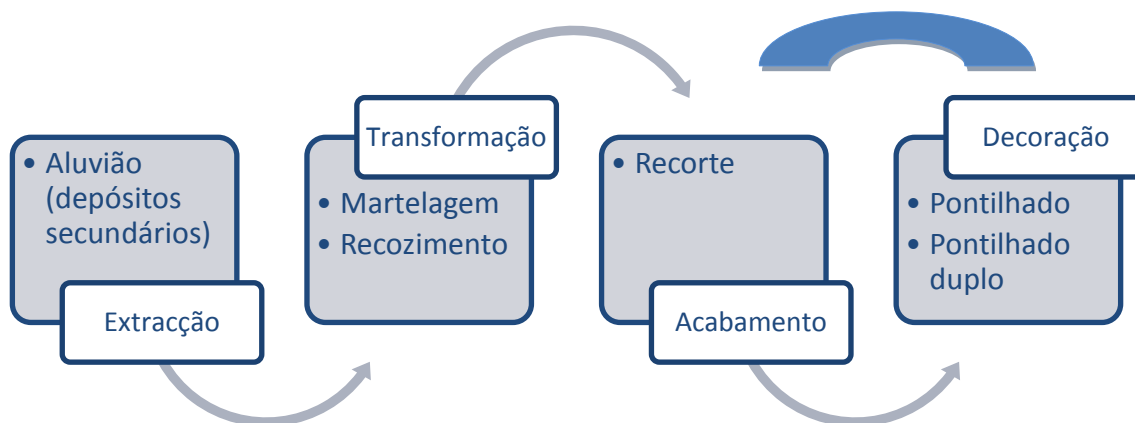 • Aluvião
(depósitos
secundários)
Extracção
Transformação
• Martelagem
• Recozimento
• Recorte
Acabamento
Decoração
• Pontilhado
• Pontilhado
duplo